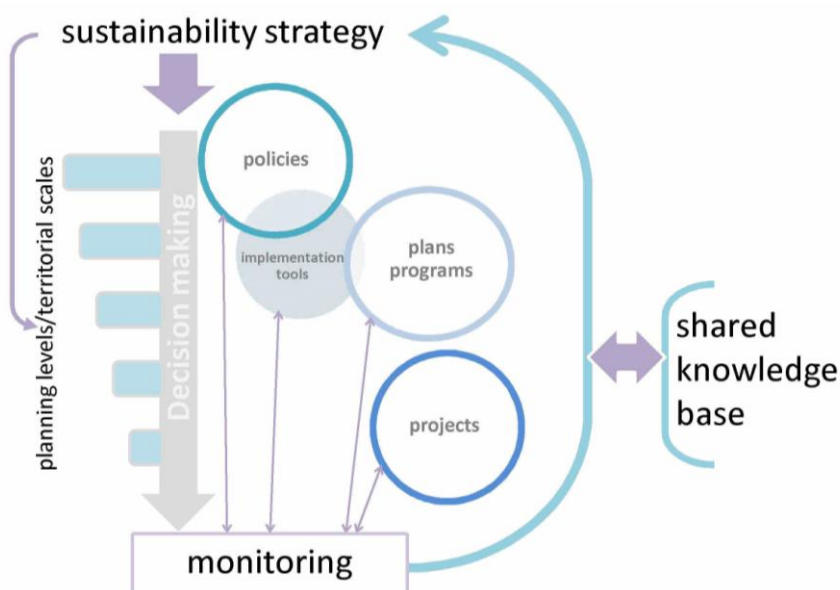 sustainability strategy
planning levels/territorial scales
Decision making
policies
implementation
tools
plans
programs
projects
shared
knowledge
base
monitoring